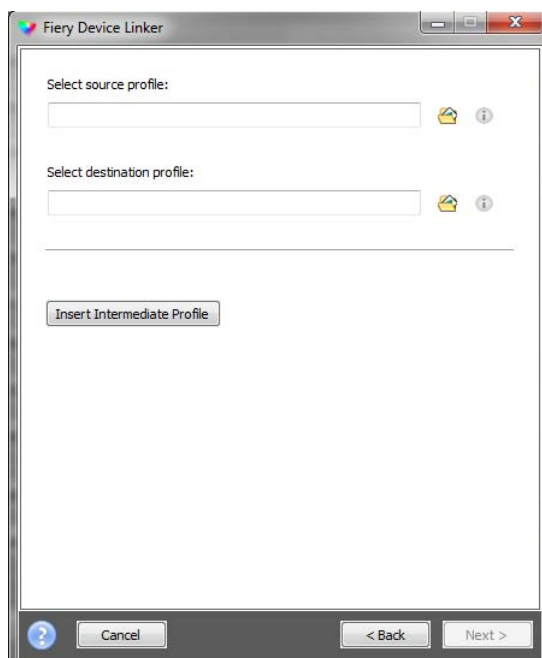 Fiery Device Linker
Select source profile:
Select destination profile:
Insert Intermediate Profile
Cancel < Back Next >